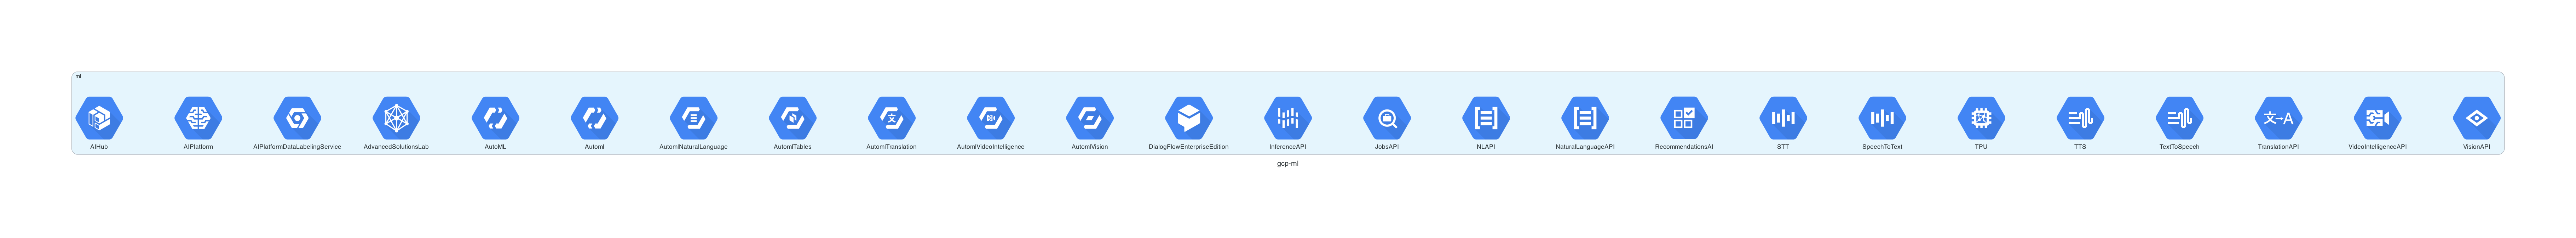 ml
AIHub
AIPlatform
AIPlatformDataLabelingService
AdvancedSolutionsLab
AutoML
Automl
AutomlNaturalLanguage
AutomlTables
AutomlTranslation
AutomlVideoIntelligence
AutomlVision
DialogFlowEnterpriseEdition
InferenceAPI
JobsAPI
NLAPI
NaturalLanguageAPI
RecommendationsAI
STT
SpeechToText
TPU
TTS
TextToSpeech
文→A
TranslationAPI
VideoIntelligenceAPI
VisionAPI
gcp-ml